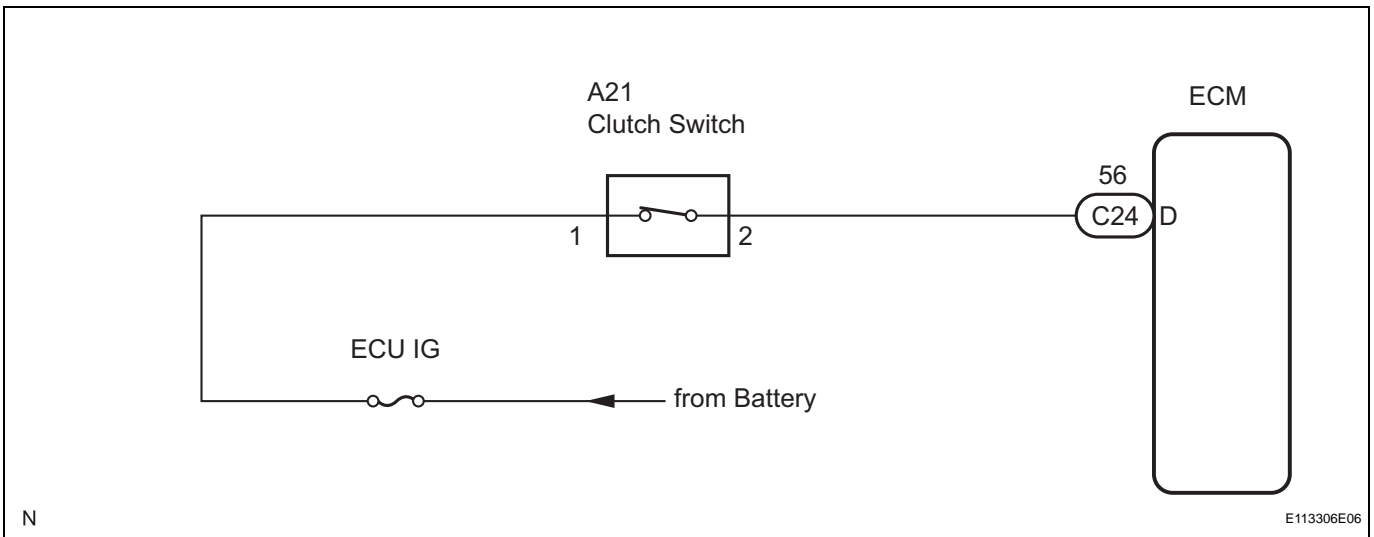 A21
Clutch Switch
ECM
56
C24
D
1
2
ECU IG
from Battery
N
E113306E06